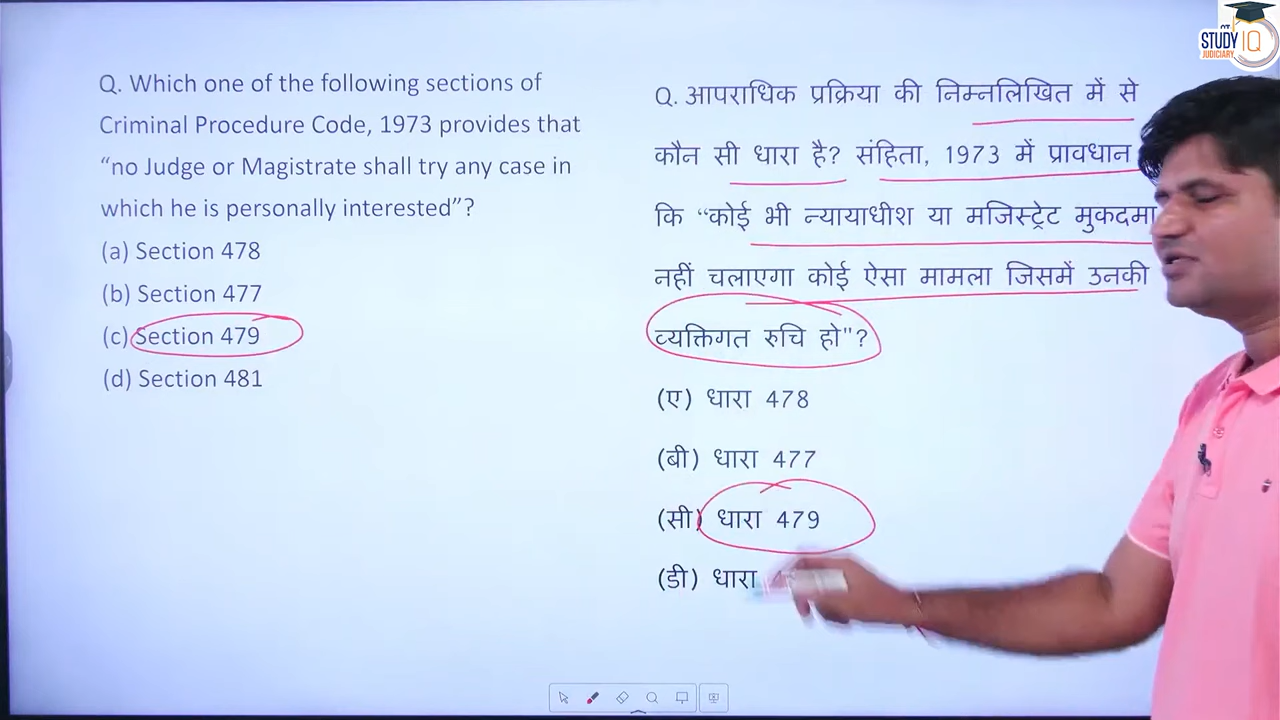 Q. Which one of the following sections of
Criminal Procedure Code, 1973 provides that
“no Judge or Magistrate shall try any case in
which he is personally interested”?
(a) Section 478
(b) Section 477
(c) Section 479
(d) Section 481
Q. आपराधिक प्रक्रिया की निम्नलिखित में से
कौन सी धारा है? संहिता, 1973 में प्रावधान
कि “कोई भी न्यायाधीश या मजिस्ट्रेट मुकदमा
नहीं चलाएगा कोई ऐसा मामला जिसमें उनकी
व्यक्तिगत रुचि हो"?
(ए) धारा 478
(बी) धारा 477
(सी) धारा 479
(डी) धारा
STUDY IQ
JUDICIARY